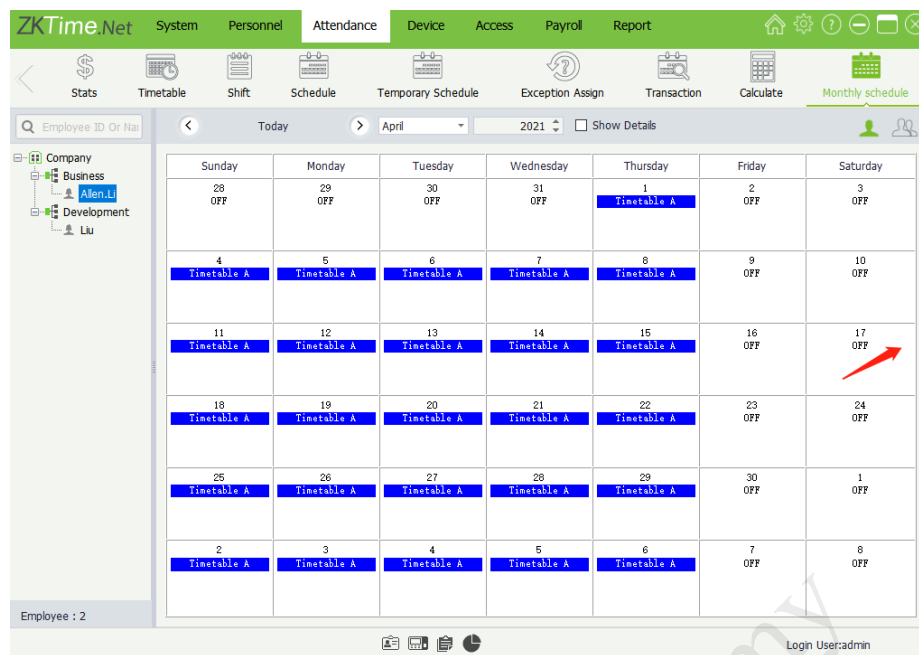 ZKTime.Net System Personnel Attendance Device Access Payroll Report
Stats Timetable Shift Schedule Temporary Schedule Exception Assign Transaction Calculate Monthly schedule
Employee ID Or Nai Today April 2021 Show Details
Company
Business
Allen.Li
Development
Liu
Sunday Monday Tuesday Wednesday Thursday Friday Saturday
28 29 30 31 1 2 3
OFF OFF OFF OFF Timetable A OFF OFF
4 5 6 7 8 9 10
Timetable A Timetable A Timetable A Timetable A Timetable A OFF OFF
11 12 13 14 15 16 17
Timetable A Timetable A Timetable A Timetable A Timetable A OFF OFF
18 19 20 21 22 23 24
Timetable A Timetable A Timetable A Timetable A Timetable A OFF OFF
25 26 27 28 29 30 1
Timetable A Timetable A Timetable A Timetable A Timetable A OFF OFF
2 3 4 5 6 7 8
Timetable A Timetable A Timetable A Timetable A Timetable A OFF OFF
Employee : 2
Login User:admin